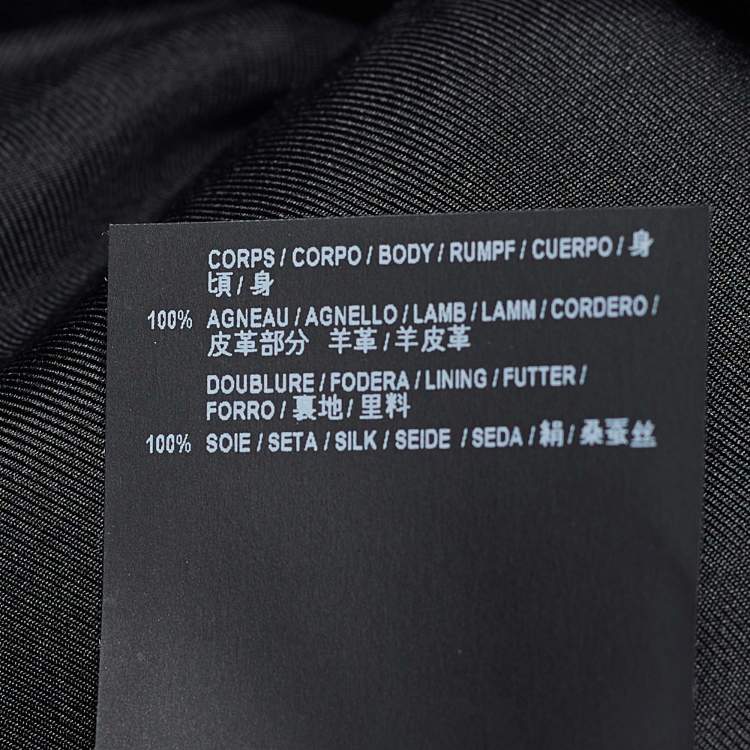 CORPS / CORPO / BODY / RUMPF / CUERPO / 身
頃 / 身
100% AGNEAU / AGNELLO / LAMB / LAMM / CORDERO /
皮革部分 羊革 / 羊皮革
DOUBLURE / FODERA / LINING / FUTTER /
FORRO / 裏地 / 里料
100% SOIE / SETA / SILK / SEIDE / SEDA / 絹 / 桑蚕丝